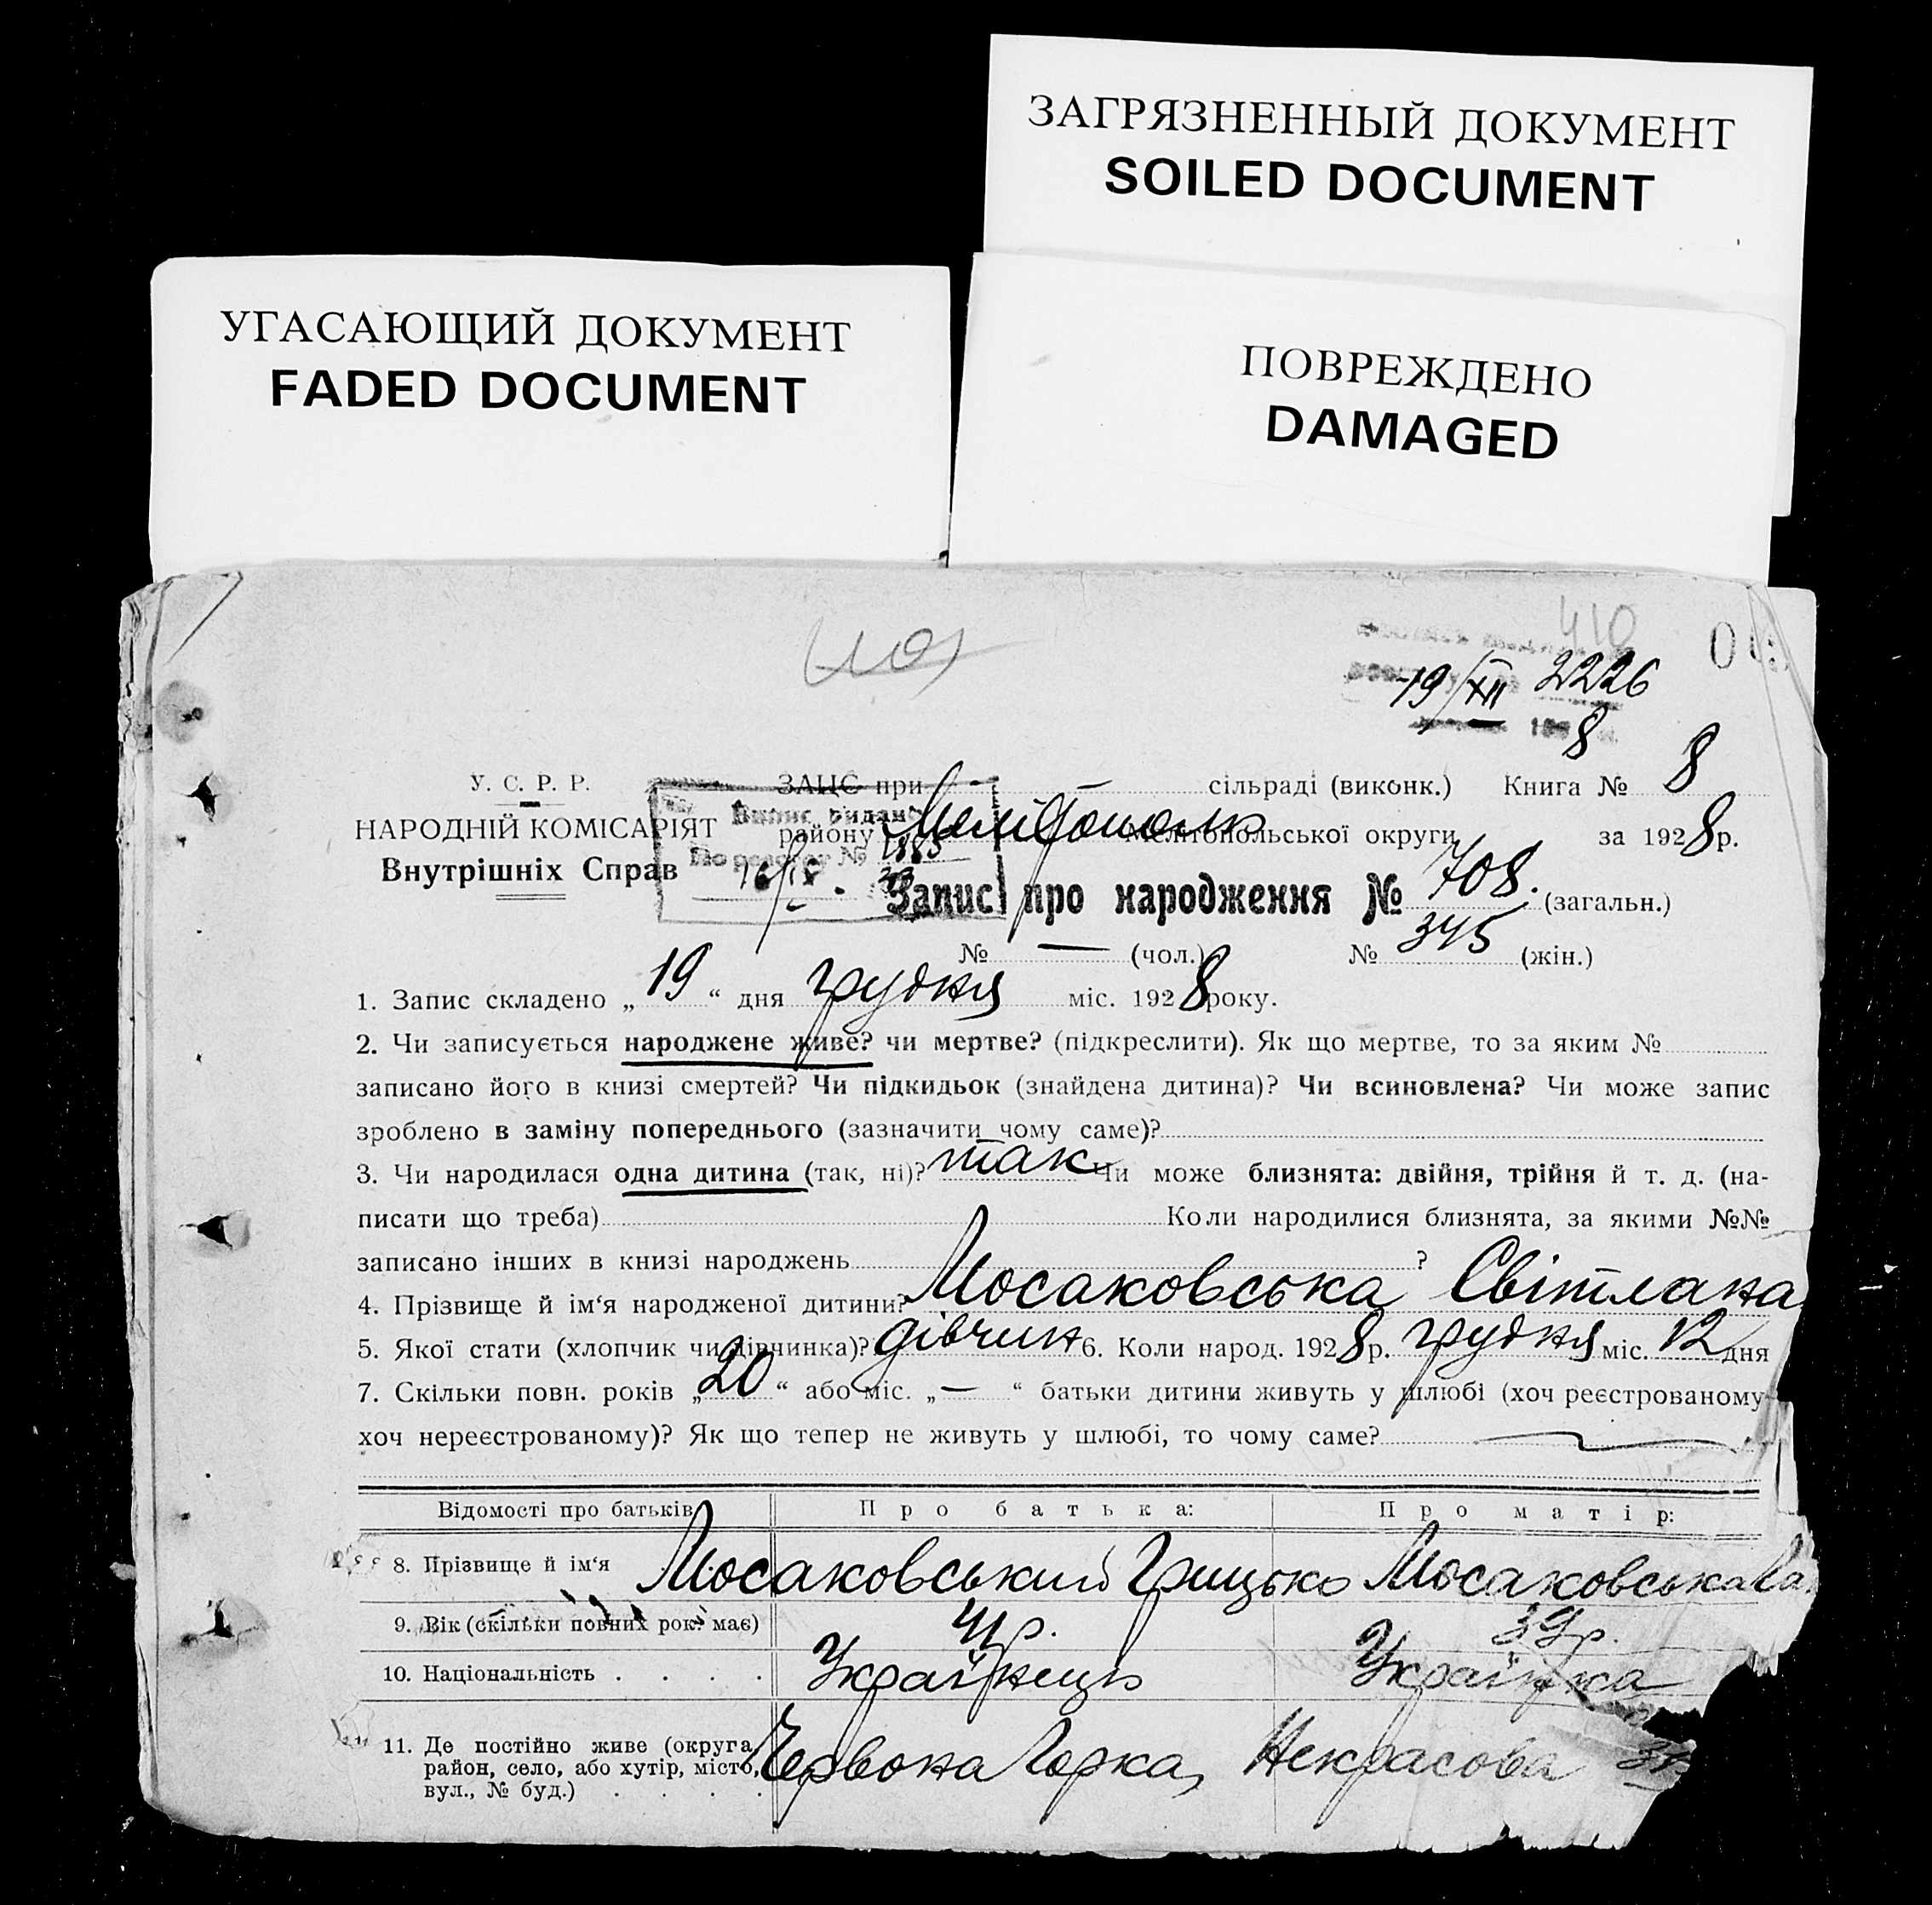 ЗАГРЯЗНЕННЫЙ ДОКУМЕНТ
SOILED DOCUMENT
УГАСАЮЩИЙ ДОКУМЕНТ
FADED DOCUMENT
ПОВРЕЖДЕНО
DAMAGED
410
19/XII 2226
8
У. С. Р. Р. ЗАЦС при сільраді (виконк.) Книга № 8
НАРОДНІЙ КОМІСАРІЯТ району Мелітополь Мелітопольської округи за 1928р.
Внутрішніх Справ
Запис про народження № 708. (загальн.)
№ — (чол.) № 345 (жін.)
1. Запис складено „ 19 “ дня грудня міс. 1928 року.
2. Чи записується народжене живе? чи мертве? (підкреслити). Як що мертве, то за яким №
записано його в книзі смертей? Чи підкидьок (знайдена дитина)? Чи всиновлена? Чи може запис
зроблено в заміну попереднього (зазначити чому саме)?
3. Чи народилася одна дитина (так, ні)? так Чи може близнята: двійня, трійня й т. д. (на-
писати що треба) Коли народилися близнята, за якими №№
записано інших в книзі народжень ?
4. Прізвище й ім‘я народженої дитини? Мосаковська Світлана
5. Якої стати (хлопчик чи дівчинка)? дівчин 6. Коли народ. 1928р. грудня міс. 12 дня
7. Скільки повн. років „ 20 “ або міс. „ — “ батьки дитини живуть у шлюбі (хоч реєстрованому
хоч нереєстрованому)? Як що тепер не живуть у шлюбі, то чому саме?
Відомості про батьків Про батька: Про матір:
8. Прізвище й ім‘я Мосаковський Грицько Мосаковська
9. Вік (скільки повних рок. має) 41р. 39р.
10. Національність . . . . Українець Українка
11. Де постійно живе (округа, район, село, або хутір, місто, вул., № буд.) . . . . Червона Горка, Некрасова